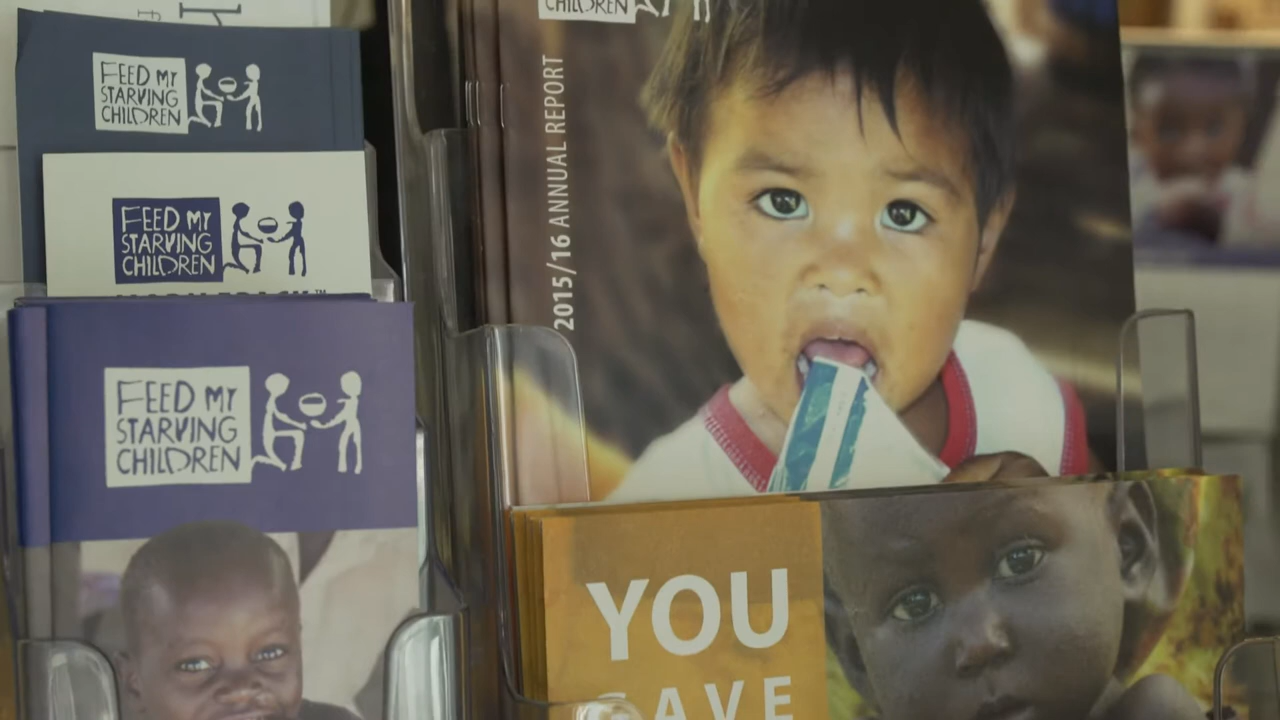 FEED MY
STARVING
CHILDREN
FEED MY
STARVING
CHILDREN
FEED MY
STARVING
CHILDREN
CHILDREN
2015/16 ANNUAL REPORT
YOU